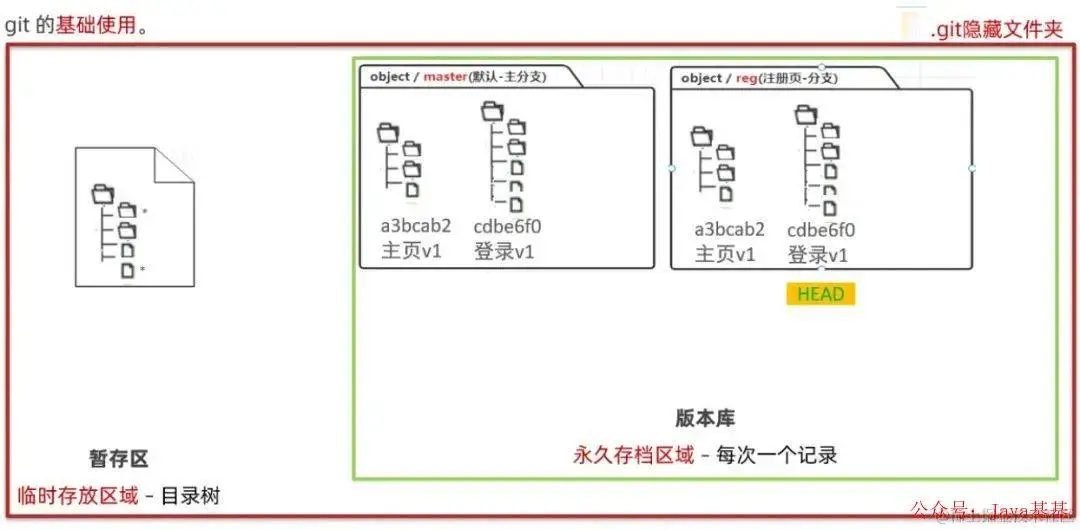 git 的基础使用。
.git隐藏文件夹
object / master(默认-主分支)
object / reg(注册页-分支)
*
*
a3bcab2
主页v1
cdbe6f0
登录v1
a3bcab2
主页v1
cdbe6f0
登录v1
HEAD
版本库
永久存档区域 – 每次一个记录
暂存区
临时存放区域 – 目录树
公众号：Java基基